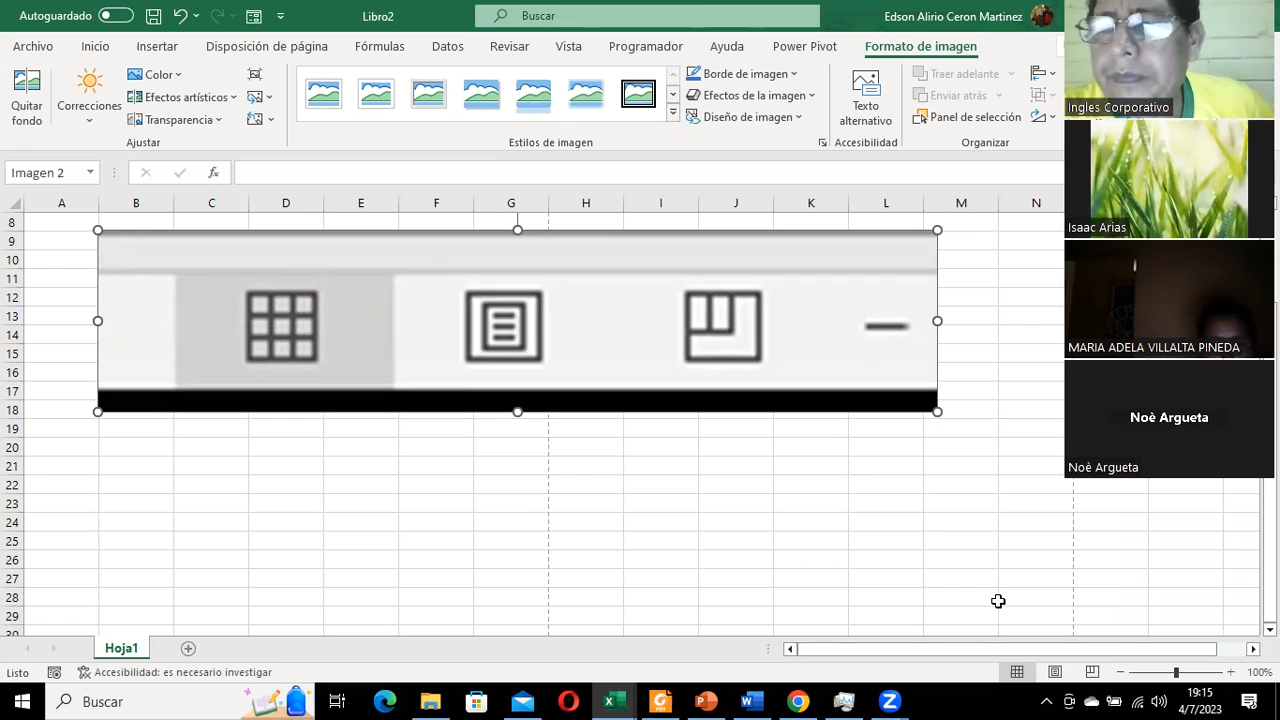 Autoguardado
Libro2
Buscar
Edson Alirio Ceron Martinez
Archivo Inicio Insertar Disposición de página Fórmulas Datos Revisar Vista Programador Ayuda Power Pivot Formato de imagen
Quitar fondo
Correcciones
Color
Efectos artísticos
Transparencia
Ajustar
Estilos de imagen
Borde de imagen
Efectos de la imagen
Diseño de imagen
Texto alternativo
Accesibilidad
Traer adelante
Enviar atrás
Panel de selección
Organizar
Ingles Corporativo
Isaac Arias
MARIA ADELA VILLALTA PINEDA
Noè Argueta
Noè Argueta
Imagen 2
fx
A B C D E F G H I J K L M N
8
9
10
11
12
13
14
15
16
17
18
19
20
21
22
23
24
25
26
27
28
29
30
Hoja1
Listo
Accesibilidad: es necesario investigar
100%
Buscar
19:15
4/7/2023